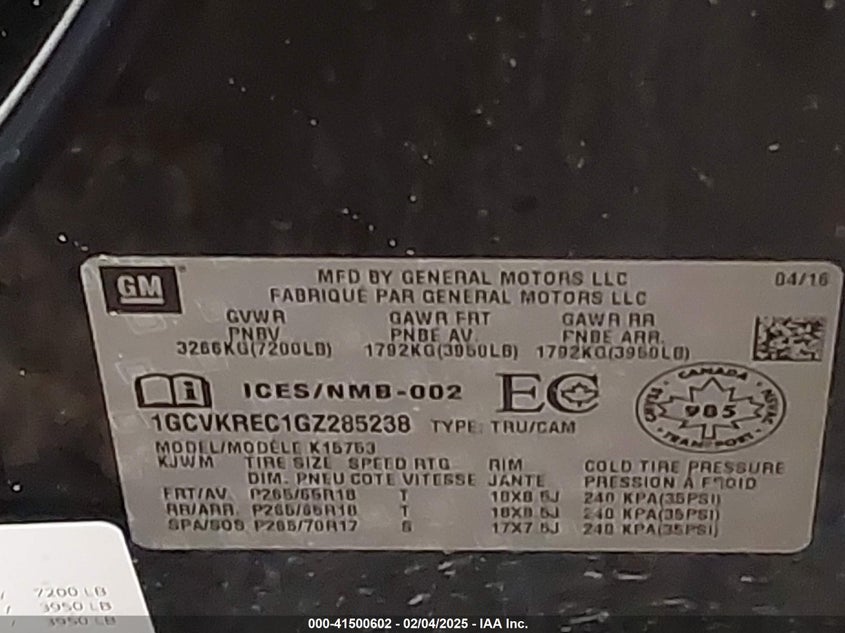 GM
MFD BY GENERAL MOTORS LLC
FABRIQUÉ PAR GENERAL MOTORS LLC
04/16
GVWR GAWR FRT GAWR RR
PNBV PNBE AV. PNBE ARR.
3266KG(7200LB) 1792KG(3950LB) 1792KG(3950LB)
i ICES/NMB-002 EC
CANADA
985
TRANSPORT
1GCVKREC1GZ285238 TYPE: TRU/CAM
MODEL/MODÈLE K15753
KJWM TIRE SIZE SPEED RTG RIM COLD TIRE PRESSURE
DIM. PNEU COTE VITESSE JANTE PRESSION À FROID
FRT/AV. P265/65R18 T 18X8.5J 240 KPA(35PSI)
RR/ARR. P265/65R18 T 18X8.5J 240 KPA(35PSI)
SPA/SOS P265/70R17 S 17X7.5J 240 KPA(35PSI)
7200 LB
3950 LB
3950 LB
000-41500602 - 02/04/2025 - IAA Inc.